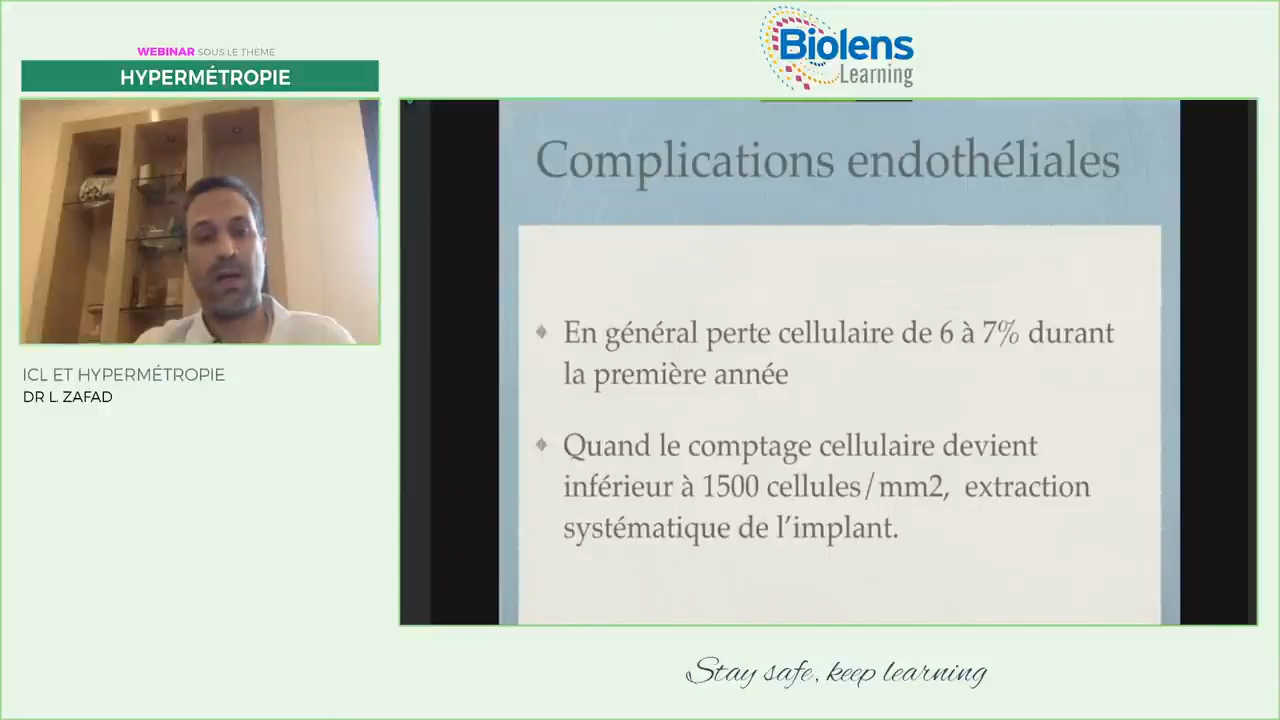 WEBINAR SOUS LE THÈME
HYPERMÉTROPIE
Biolens
Learning
ICL ET HYPERMÉTROPIE
DR L. ZAFAD
Complications endothéliales
En général perte cellulaire de 6 à 7% durant
la première année
Quand le comptage cellulaire devient
inférieur à 1500 cellules/mm2, extraction
systématique de l’implant.
Stay safe, keep learning